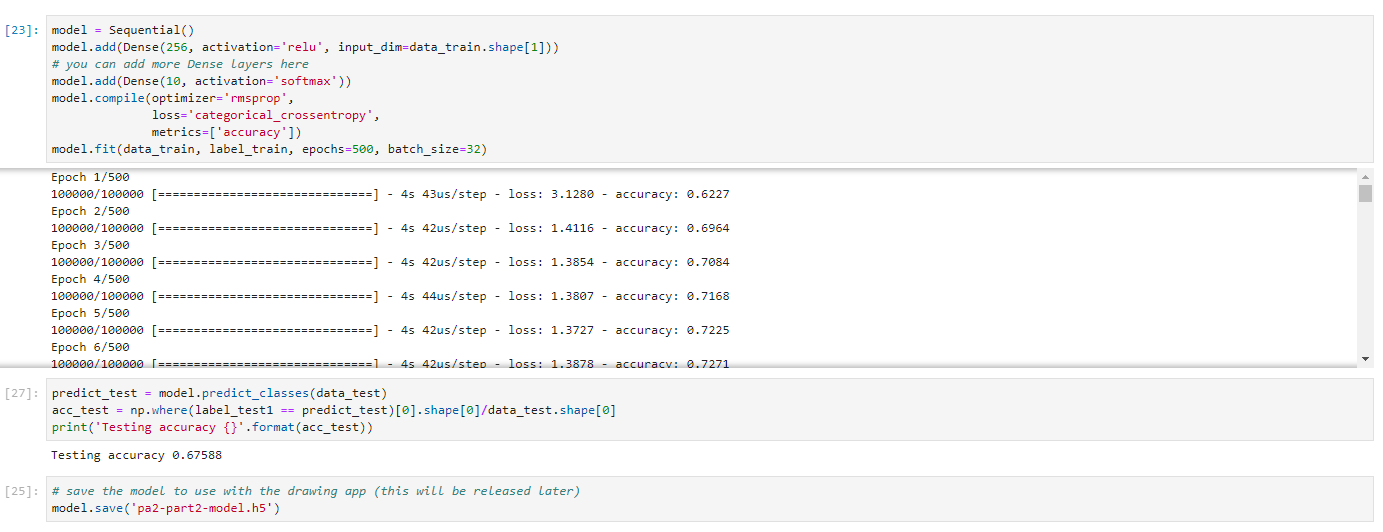 [23]: model = Sequential()
model.add(Dense(256, activation='relu', input_dim=data_train.shape[1]))
# you can add more Dense layers here
model.add(Dense(10, activation='softmax'))
model.compile(optimizer='rmsprop',
              loss='categorical_crossentropy',
              metrics=['accuracy'])
model.fit(data_train, label_train, epochs=500, batch_size=32)
Epoch 1/500
100000/100000 [==============================] - 4s 43us/step - loss: 3.1280 - accuracy: 0.6227
Epoch 2/500
100000/100000 [==============================] - 4s 42us/step - loss: 1.4116 - accuracy: 0.6964
Epoch 3/500
100000/100000 [==============================] - 4s 42us/step - loss: 1.3854 - accuracy: 0.7084
Epoch 4/500
100000/100000 [==============================] - 4s 44us/step - loss: 1.3807 - accuracy: 0.7168
Epoch 5/500
100000/100000 [==============================] - 4s 42us/step - loss: 1.3727 - accuracy: 0.7225
Epoch 6/500
100000/100000 [==============================] - 4s 42us/step - loss: 1.3878 - accuracy: 0.7271
[27]: predict_test = model.predict_classes(data_test)
acc_test = np.where(label_test1 == predict_test)[0].shape[0]/data_test.shape[0]
print('Testing accuracy {}'.format(acc_test))
Testing accuracy 0.67588
[25]: # save the model to use with the drawing app (this will be released later)
model.save('pa2-part2-model.h5')